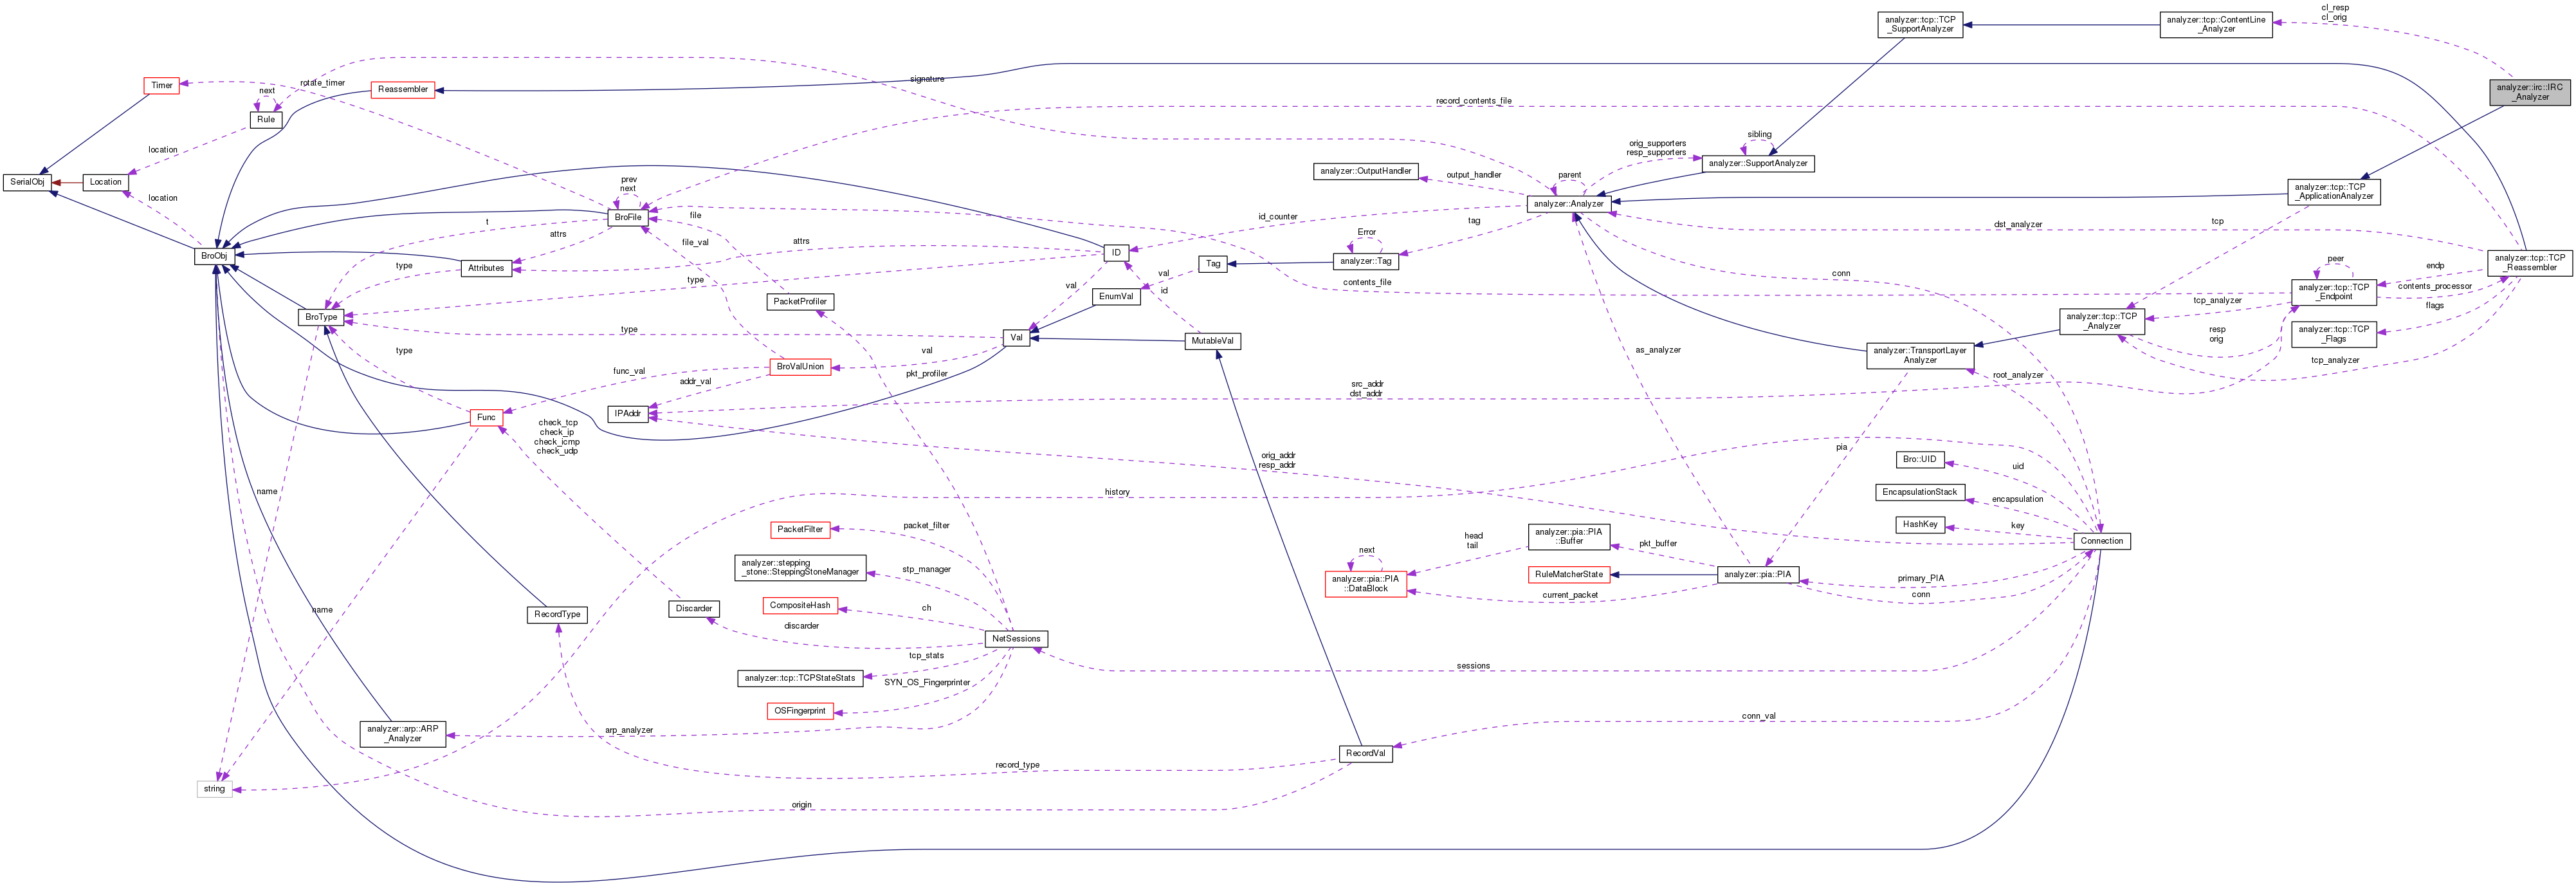 cl_resp
cl_orig
analyzer::tcp::TCP
_SupportAnalyzer
analyzer::tcp::ContentLine
_Analyzer
signature
rotate_timer
Timer
Reassembler
next
Rule
analyzer::irc::IRC
_Analyzer
record_contents_file
sibling
orig_supporters
resp_supporters
analyzer::SupportAnalyzer
location
analyzer::OutputHandler
output_handler
parent
SerialObj
Location
prev
next
analyzer::tcp::TCP
_ApplicationAnalyzer
location
analyzer::Analyzer
BroFile
file
id_counter
tag
tcp
dst_analyzer
t
attrs
file_val
attrs
Error
BroObj
ID
analyzer::Tag
Tag
analyzer::tcp::TCP
_Reassembler
type
Attributes
type
val
val
id
conn
contents_file
peer
endp
analyzer::tcp::TCP
_Endpoint
contents_processor
EnumVal
PacketProfiler
tcp_analyzer
flags
BroType
type
Val
MutableVal
analyzer::tcp::TCP
_Analyzer
resp
orig
analyzer::tcp::TCP
_Flags
type
val
as_analyzer
analyzer::TransportLayer
Analyzer
tcp_analyzer
func_val
BroValUnion
addr_val
pkt_profiler
root_analyzer
src_addr
dst_addr
Func
IPAddr
check_tcp
check_ip
check_icmp
check_udp
pia
orig_addr
resp_addr
Bro::UID
uid
name
history
EncapsulationStack
encapsulation
PacketFilter
packet_filter
HashKey
key
head
tail
analyzer::pia::PIA
::Buffer
pkt_buffer
Connection
next
analyzer::stepping
_stone::SteppingStoneManager
stp_manager
analyzer::pia::PIA
::DataBlock
RuleMatcherState
analyzer::pia::PIA
primary_PIA
current_packet
conn
name
RecordType
Discarder
CompositeHash
ch
discarder
NetSessions
tcp_stats
sessions
analyzer::tcp::TCPStateStats
SYN_OS_Fingerprinter
OSFingerprint
conn_val
analyzer::arp::ARP
_Analyzer
arp_analyzer
RecordVal
record_type
string
origin